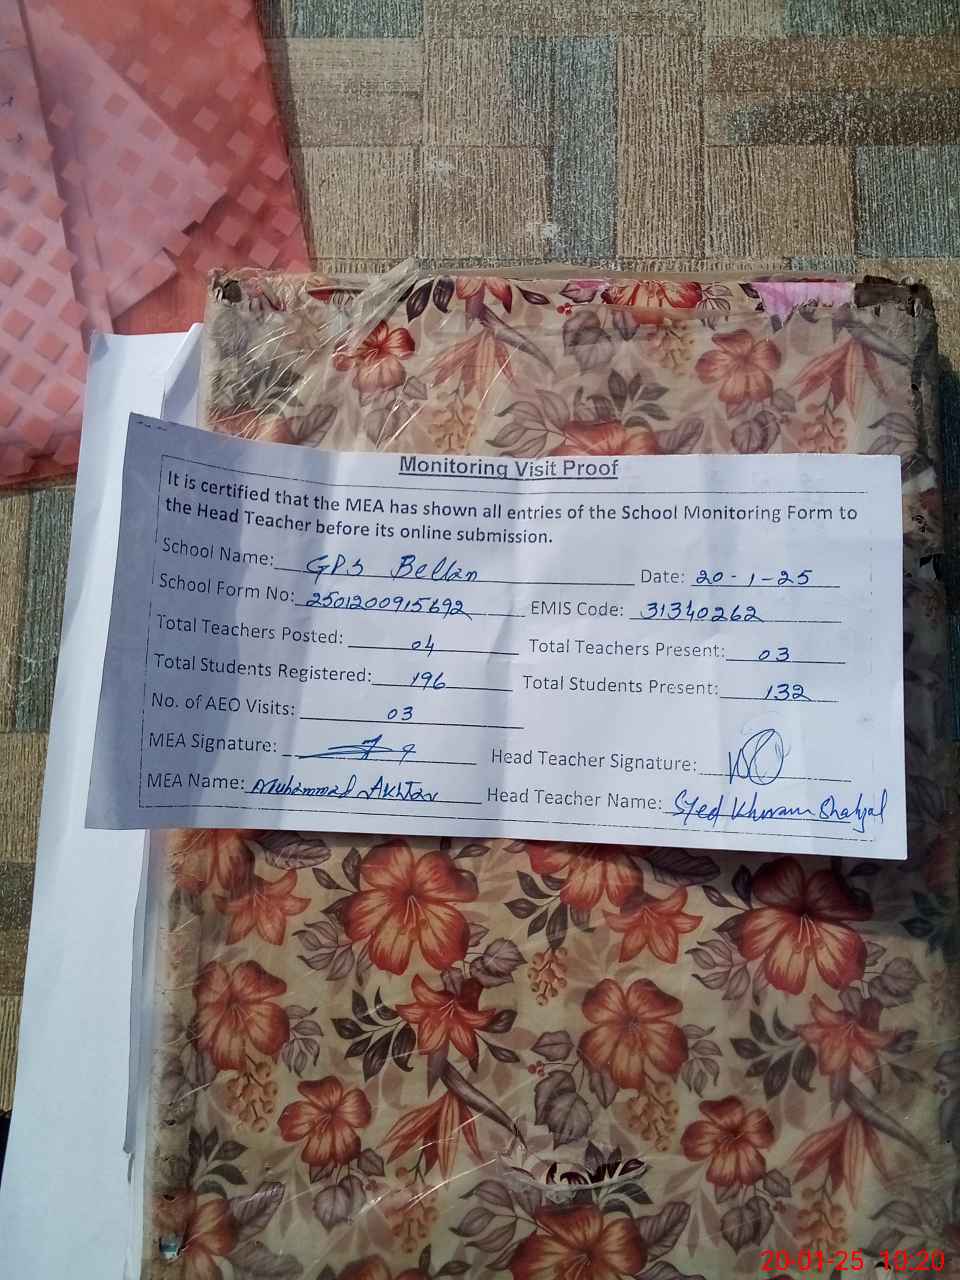 Monitoring Visit Proof
It is certified that the MEA has shown all entries of the School Monitoring Form to
the Head Teacher before its online submission.
School Name: GPS Bellan Date: 20-1-25
School Form No: 2501200915692 EMIS Code: 31340262
Total Teachers Posted: 04 Total Teachers Present: 03
Total Students Registered: 196 Total Students Present: 132
No. of AEO Visits: 03
MEA Signature: Head Teacher Signature:
MEA Name: Muhammad Akhtar Head Teacher Name: Syed Khuram Shahzad
20-01-25 10:20